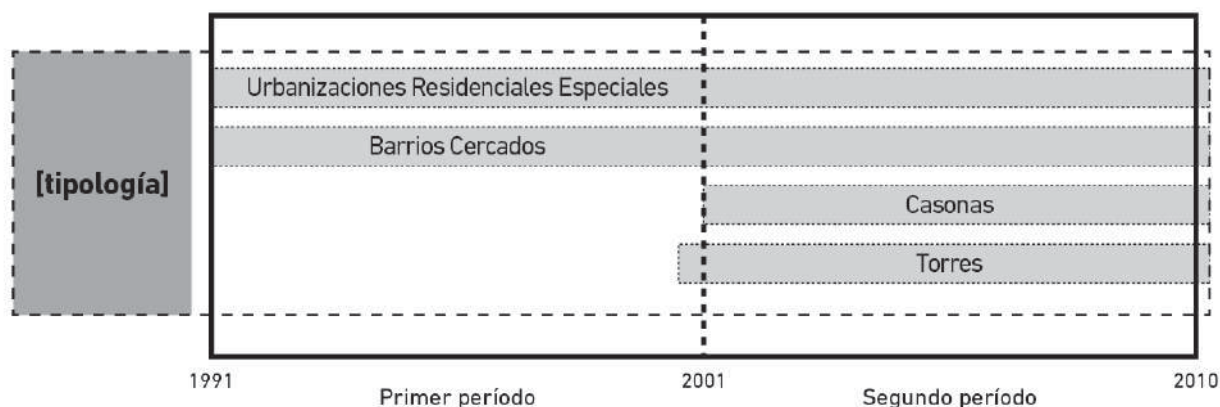 Urbanizaciones Residenciales Especiales
Barrios Cercados
[tipología]
Casonas
Torres
1991
2001
2010
Primer período
Segundo período